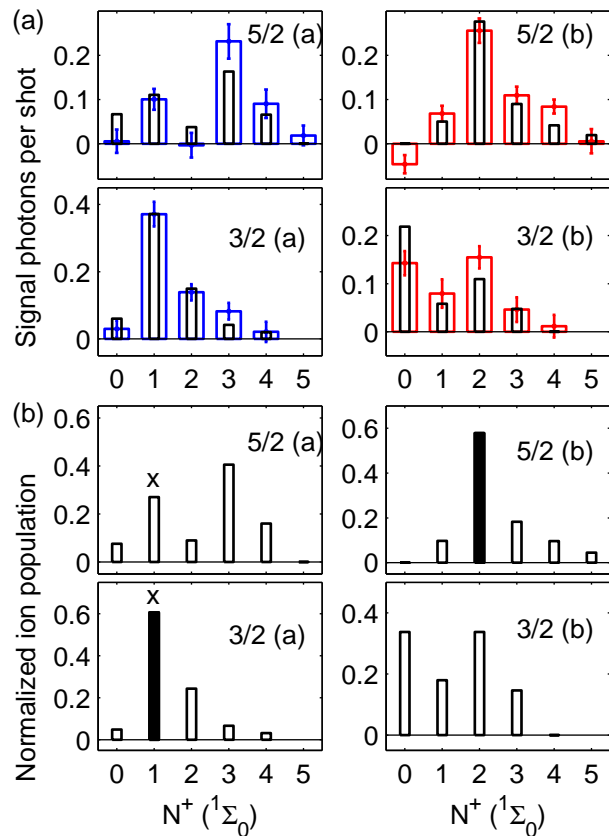 (a)
Signal photons per shot
0.2
0.1
0
5/2 (a)
0.2
0.1
0
5/2 (b)
0.4
0.2
0
3/2 (a)
0 1 2 3 4 5
0.2
0.1
0
3/2 (b)
0 1 2 3 4 5
(b)
Normalized ion population
0.4
0.2
0
x
5/2 (a)
0.6
0.4
0.2
0
5/2 (b)
0.6
0.4
0.2
0
x
3/2 (a)
0 1 2 3 4 5
N⁺ (¹Σ₀)
0.4
0.2
0
3/2 (b)
0 1 2 3 4 5
N⁺ (¹Σ₀)